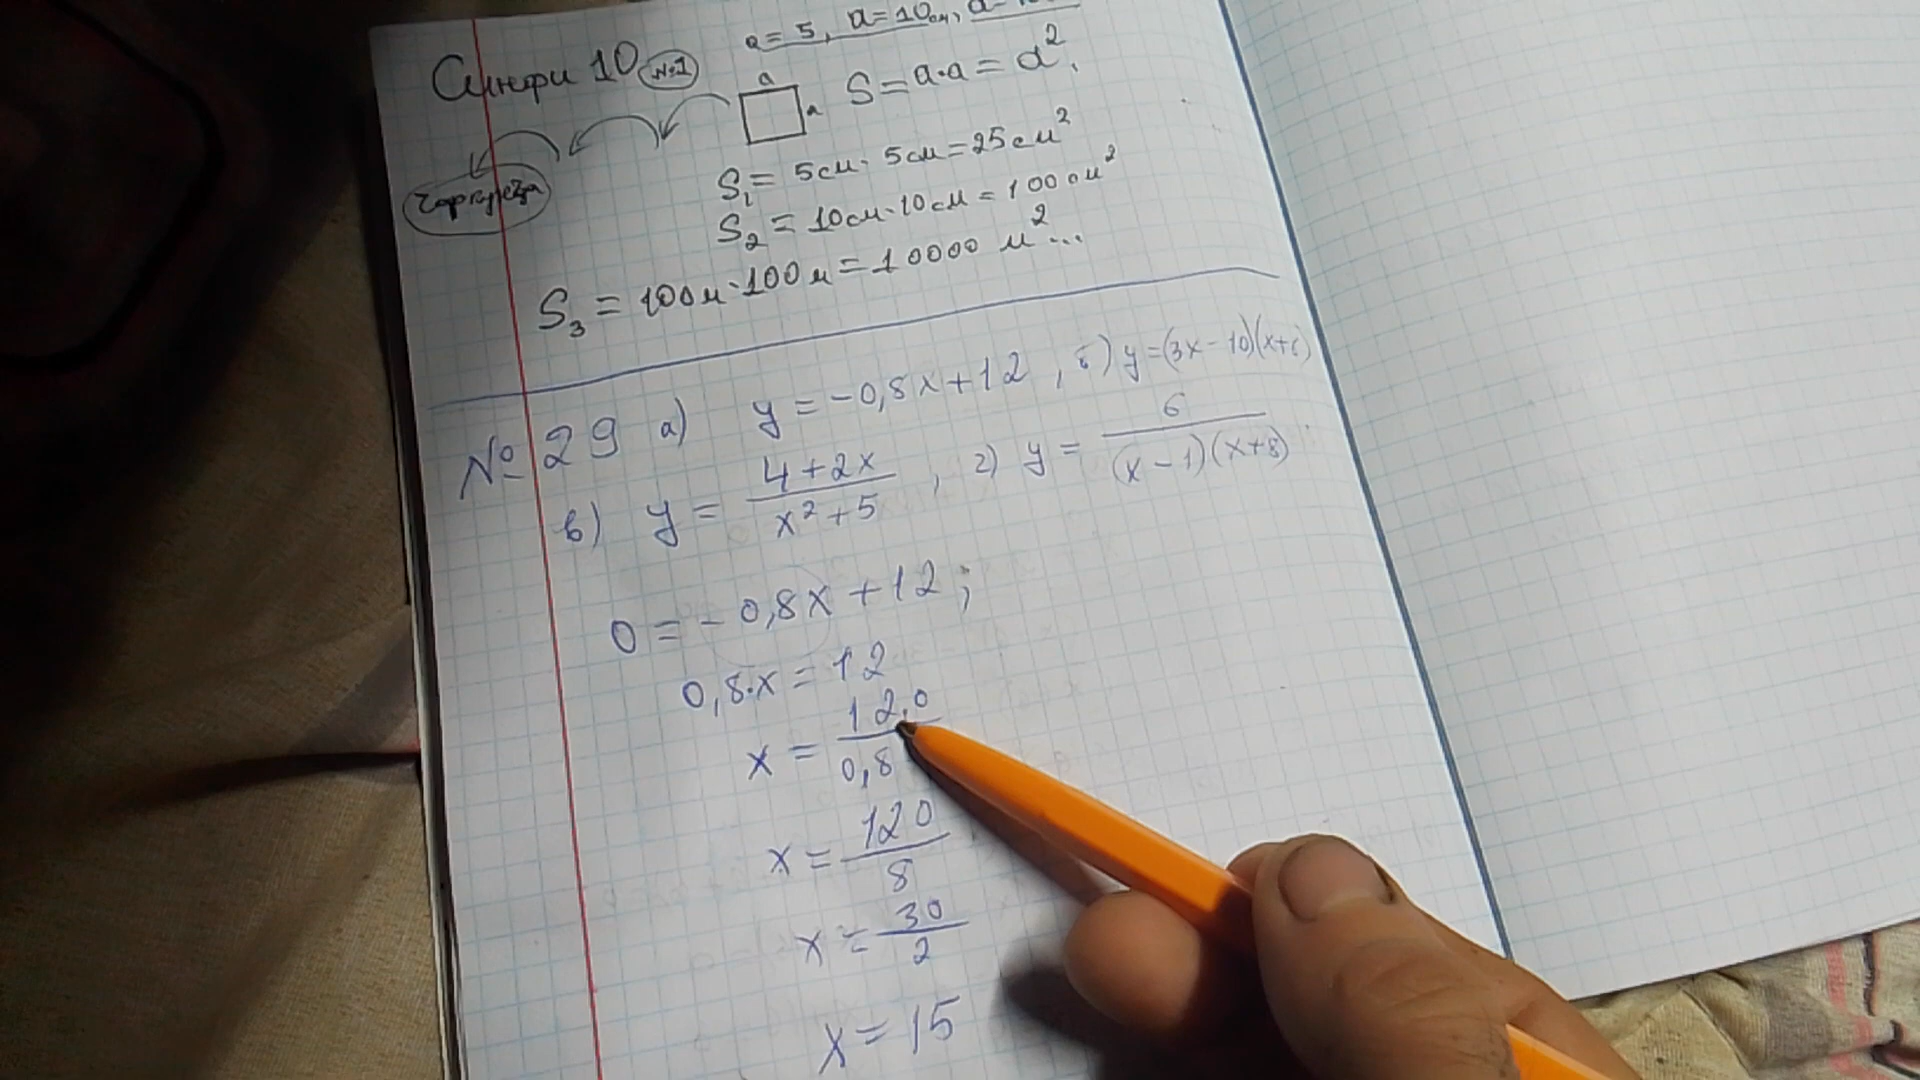 a = 5, a = 10см,
Синфи 10 №1
a
a
S = a·a = a².
чоркунҷа
S₁ = 5см · 5см = 25см²
S₂ = 10см · 10см = 100см²
S₃ = 100м · 100м = 10000 м² ...
№ 29 а) y = -0,8x + 12 , б) y = (3x - 10)(x+6)
в) y = (4 + 2x)/(x² + 5) , г) y = 6/((x - 1)(x+8))
0 = - 0,8x + 12 ;
0,8·x = 12
x = 12,0/0,8
x = 120/8
x = 30/2
x = 15